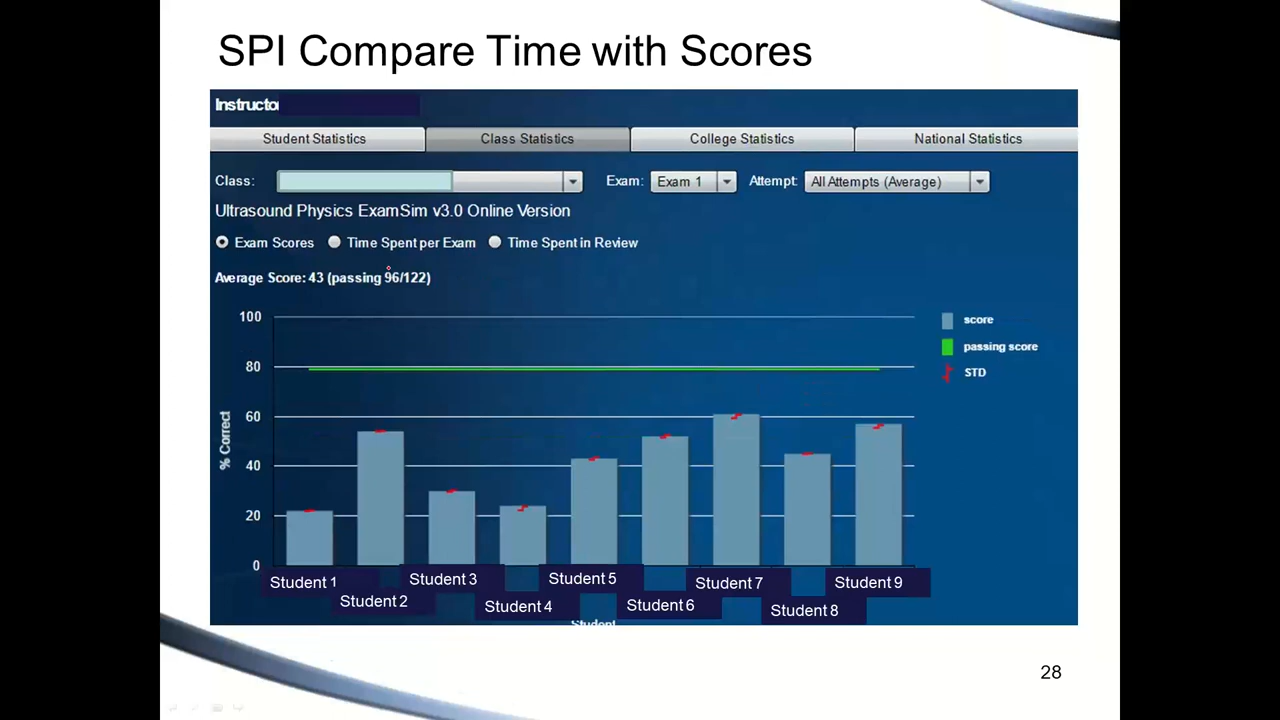 SPI Compare Time with Scores
Instructo
Student Statistics Class Statistics College Statistics National Statistics
Class: Exam: Exam 1 Attempt: All Attempts (Average)
Ultrasound Physics ExamSim v3.0 Online Version
Exam Scores Time Spent per Exam Time Spent in Review
Average Score: 43 (passing 96/122)
100
80
60
40
20
0
% Correct
score
passing score
STD
Student 1
Student 2
Student 3
Student 4
Student 5
Student 6
Student 7
Student 8
Student 9
Student
28